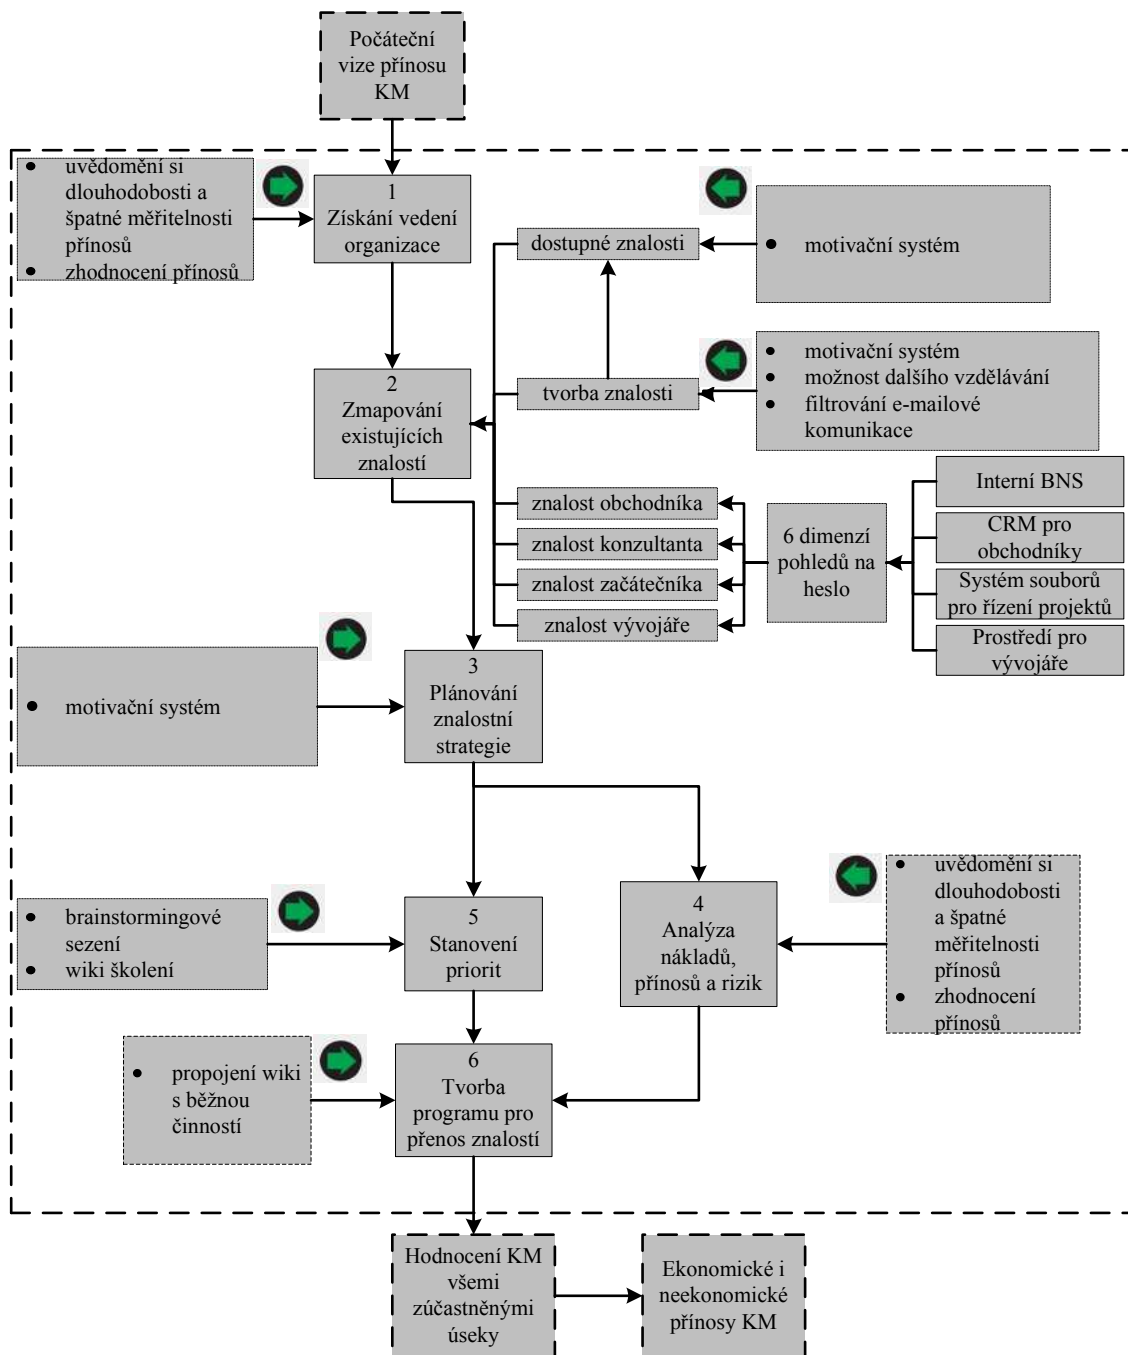 Počáteční
vize přínosu
KM
• uvědomění si
dlouhodobosti a
špatné měřitelnosti
přínosů
• zhodnocení přínosů
1
Získání vedení
organizace
dostupné znalosti
• motivační systém
2
Zmapování
existujících
znalostí
tvorba znalosti
• motivační systém
• možnost dalšího vzdělávání
• filtrování e-mailové
komunikace
znalost obchodníka
znalost konzultanta
znalost začátečníka
znalost vývojáře
6 dimenzí
pohledů na
heslo
Interní BNS
CRM pro
obchodníky
Systém souborů
pro řízení projektů
Prostředí pro
vývojáře
• motivační systém
3
Plánování
znalostní
strategie
• brainstormingové
sezení
• wiki školení
5
Stanovení
priorit
4
Analýza
nákladů,
přínosů a rizik
• uvědomění si
dlouhodobosti
a špatné
měřitelnosti
přínosů
• zhodnocení
přínosů
• propojení wiki
s běžnou
činností
6
Tvorba
programu pro
přenos znalostí
Hodnocení KM
všemi
zúčastněnými
úseky
Ekonomické i
neekonomické
přínosy KM